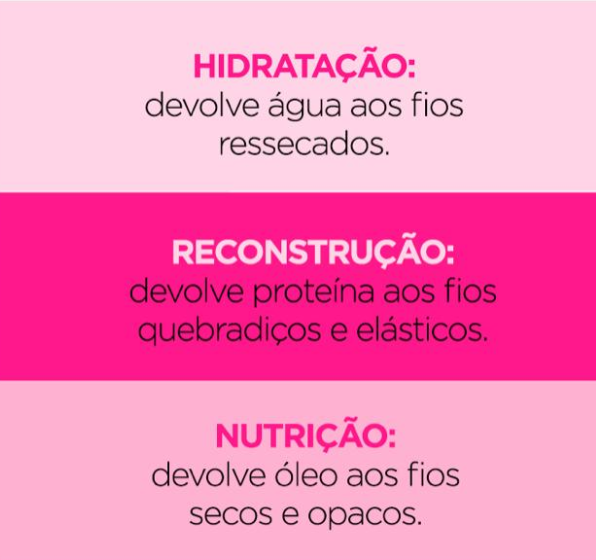 HIDRATAÇÃO:
devolve água aos fios
ressecados.
RECONSTRUÇÃO:
devolve proteína aos fios
quebradiços e elásticos.
NUTRIÇÃO:
devolve óleo aos fios
secos e opacos.